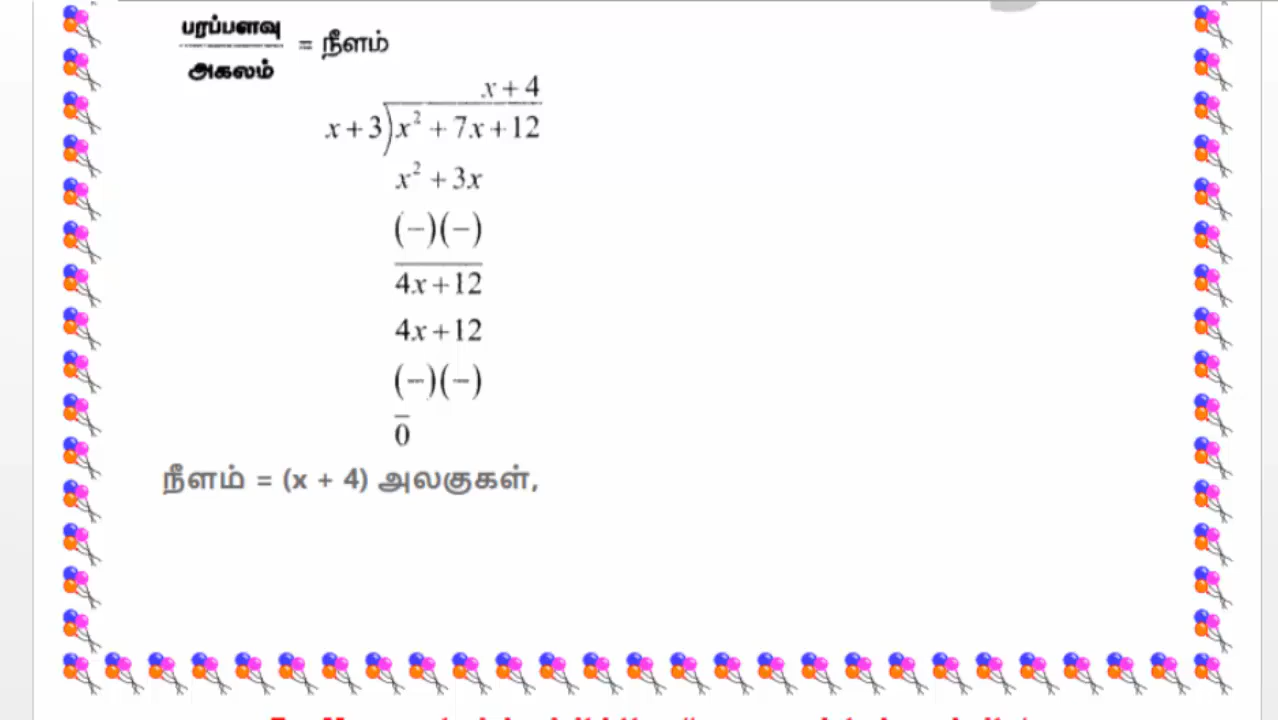 பரப்பளவு
அகலம்
= நீளம்
x + 4
x + 3)x² + 7x + 12
x² + 3x
(−)(−)
4x + 12
4x + 12
(−)(−)
0
நீளம் = (x + 4) அலகுகள்,